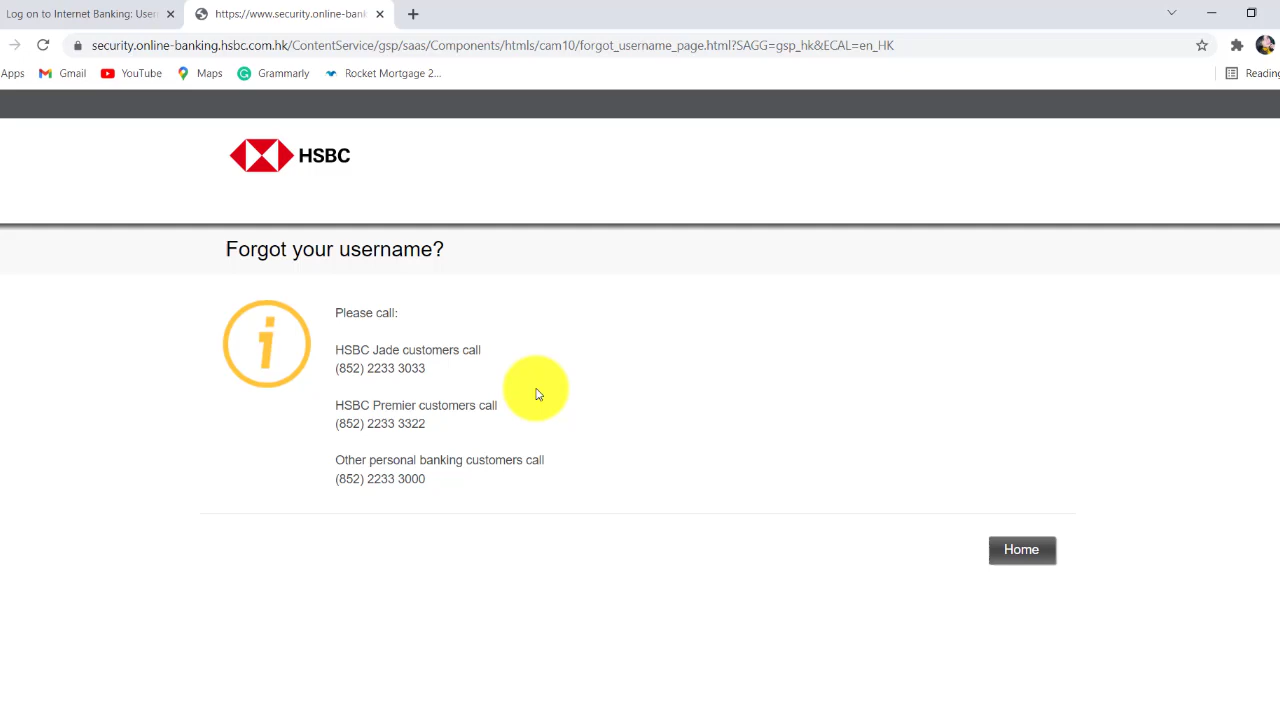 Log on to Internet Banking: User
https://www.security.online-bank
security.online-banking.hsbc.com.hk/ContentService/gsp/saas/Components/htmls/cam10/forgot_username_page.html?SAGG=gsp_hk&ECAL=en_HK
Apps Gmail YouTube Maps Grammarly Rocket Mortgage 2... Reading
HSBC
Forgot your username?
Please call:
HSBC Jade customers call
(852) 2233 3033
HSBC Premier customers call
(852) 2233 3322
Other personal banking customers call
(852) 2233 3000
Home